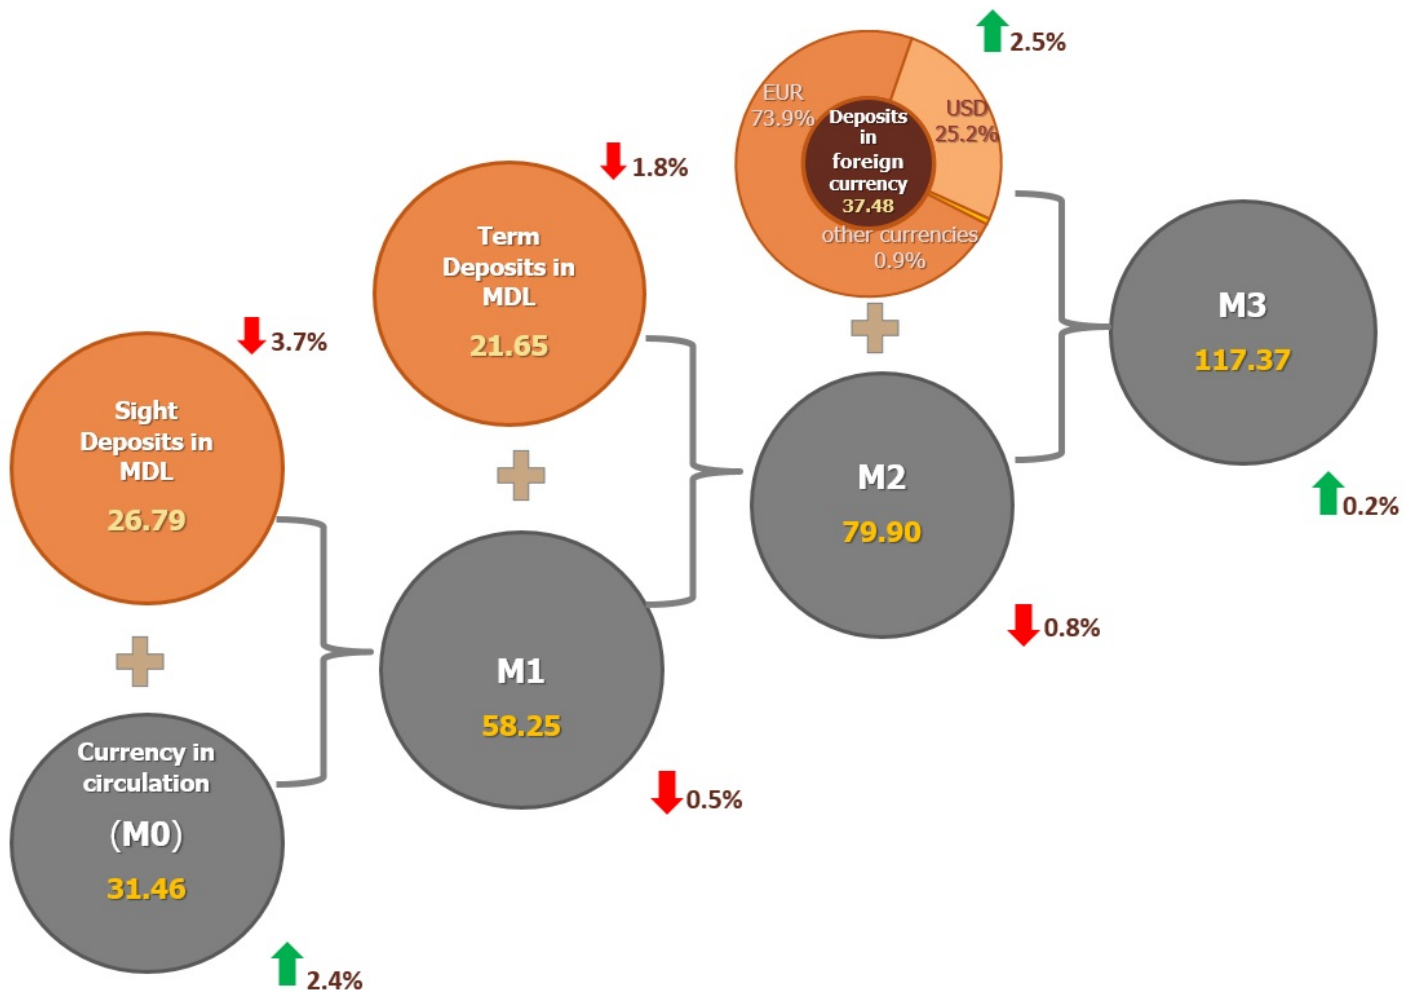 3.7%
Sight
Deposits in
MDL
26.79
Currency in
circulation
(M0)
31.46
2.4%
1.8%
Term
Deposits in
MDL
21.65
M1
58.25
0.5%
2.5%
EUR
73.9%
USD
25.2%
Deposits
in
foreign
currency
37.48
other currencies
0.9%
M2
79.90
0.8%
M3
117.37
0.2%